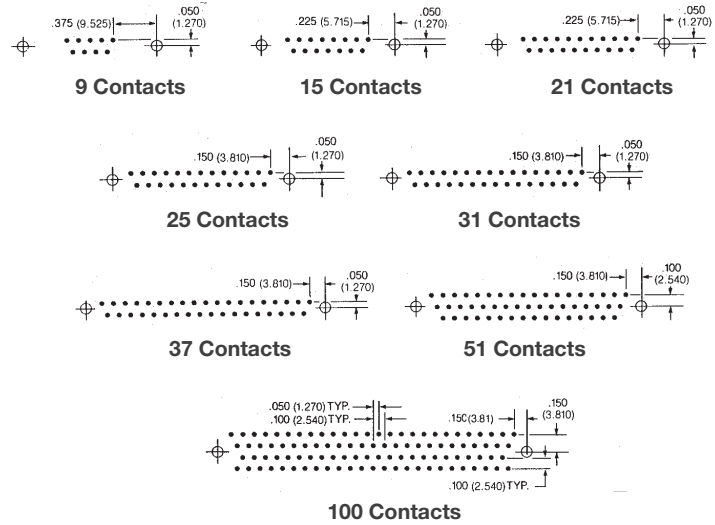 .375 (9.525)
.050
(1.270)
9 Contacts
.225 (5.715)
.050
(1.270)
15 Contacts
.225 (5.715)
.050
(1.270)
21 Contacts
.150 (3.810)
.050
(1.270)
25 Contacts
.150 (3.810)
.050
(1.270)
31 Contacts
.150 (3.810)
.050
(1.270)
37 Contacts
.150 (3.810)
.100
(2.540)
51 Contacts
.050 (1.270) TYP.
.100 (2.540) TYP.
.150 (3.81)
.150
(3.810)
.100 (2.540) TYP.
100 Contacts